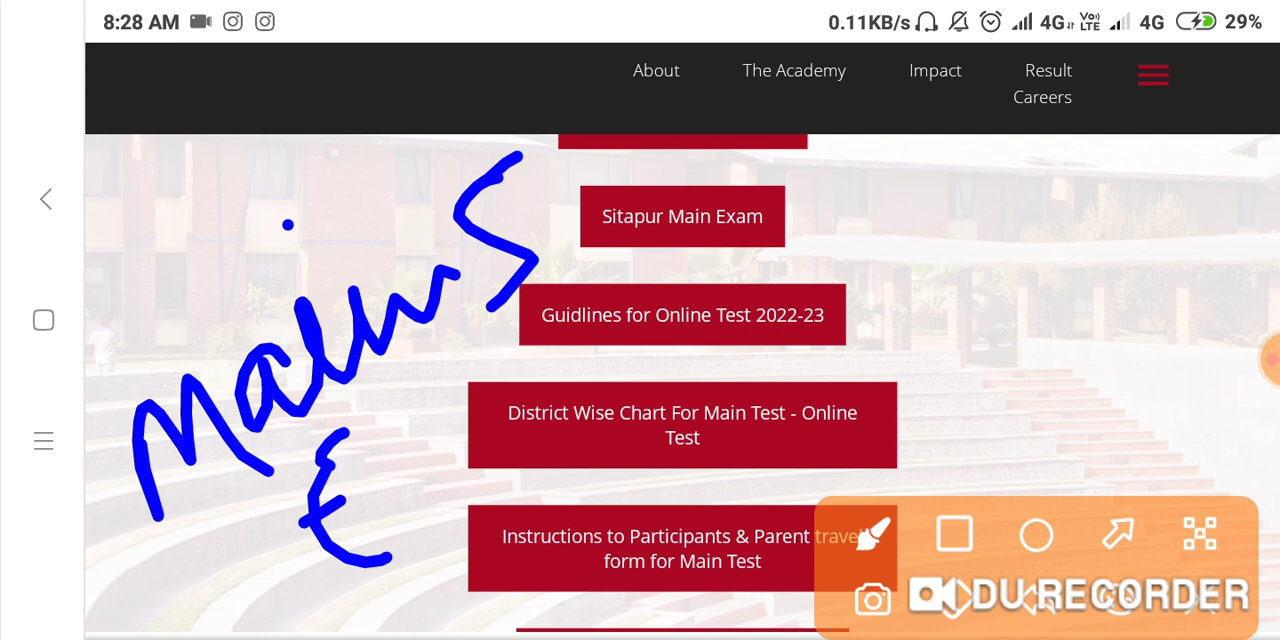 8:28 AM 0.11KB/s 4G Vo)) LTE 4G 29%
About The Academy Impact Result
Careers
Sitapur Main Exam
Guidlines for Online Test 2022-23
District Wise Chart For Main Test - Online
Test
Instructions to Participants & Parent travel
form for Main Test
Mains
E
DU RECORDER